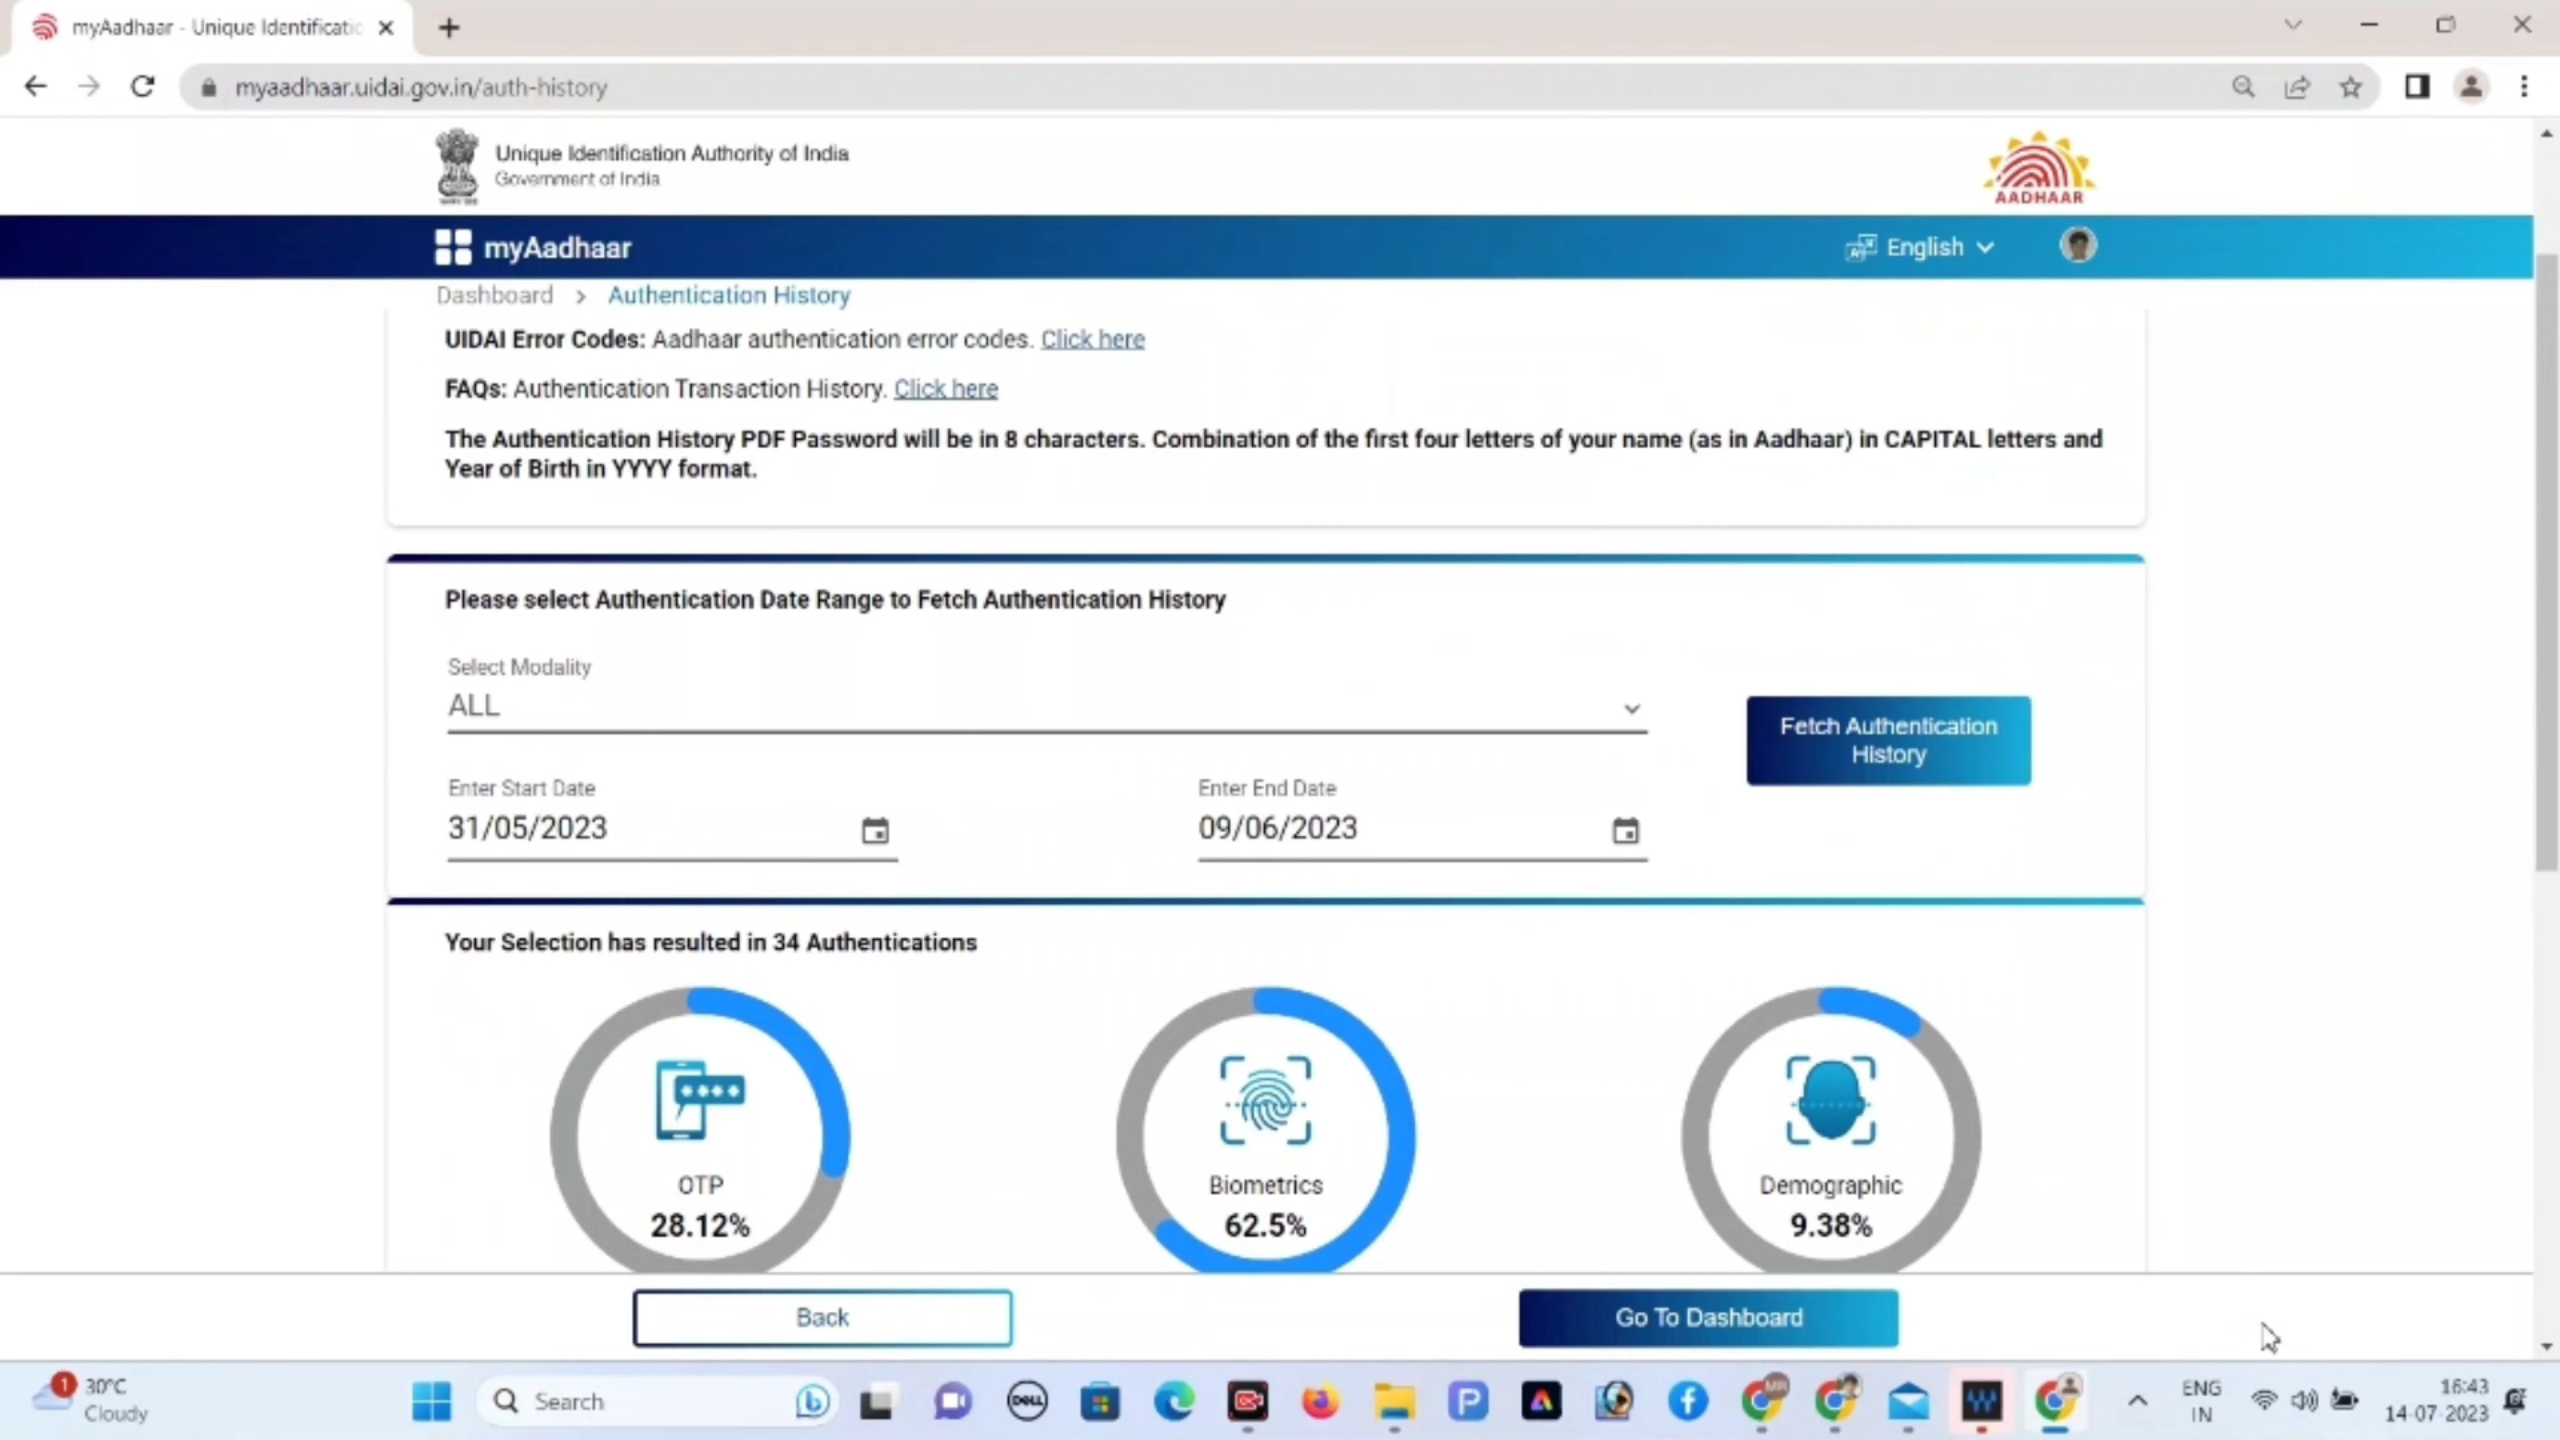 myAadhaar - Unique Identificatic
myaadhaar.uidai.gov.in/auth-history
Unique Identification Authority of India
Government of India
AADHAAR
myAadhaar
English
Dashboard > Authentication History
UIDAI Error Codes: Aadhaar authentication error codes. Click here
FAQs: Authentication Transaction History. Click here
The Authentication History PDF Password will be in 8 characters. Combination of the first four letters of your name (as in Aadhaar) in CAPITAL letters and
Year of Birth in YYYY format.
Please select Authentication Date Range to Fetch Authentication History
Select Modality
ALL
Fetch Authentication
History
Enter Start Date
Enter End Date
31/05/2023
09/06/2023
Your Selection has resulted in 34 Authentications
OTP
28.12%
Biometrics
62.5%
Demographic
9.38%
Back
Go To Dashboard
1
30°C
Cloudy
Search
DELL
ENG
IN
16:43
14-07-2023